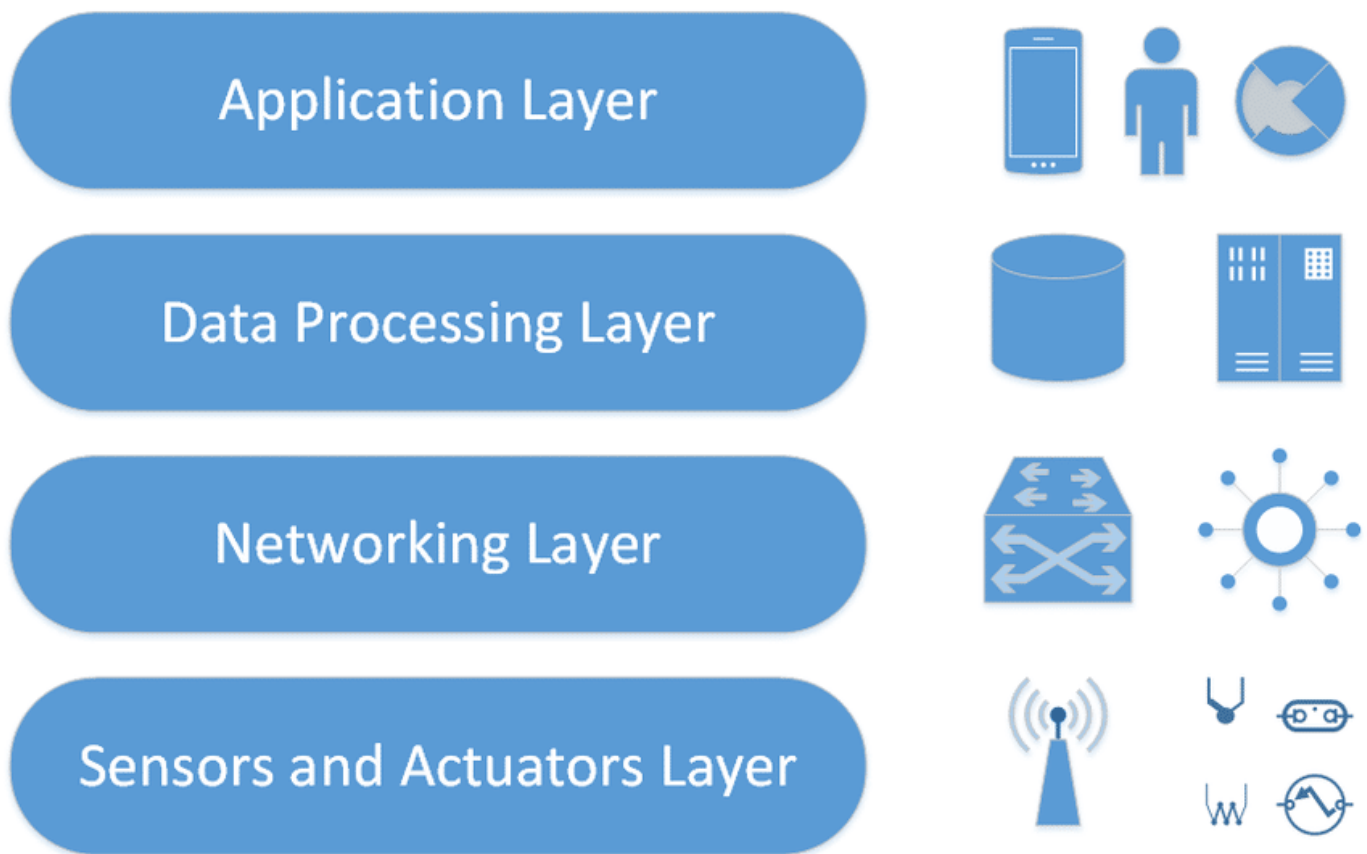 Application Layer
Data Processing Layer
Networking Layer
Sensors and Actuators Layer